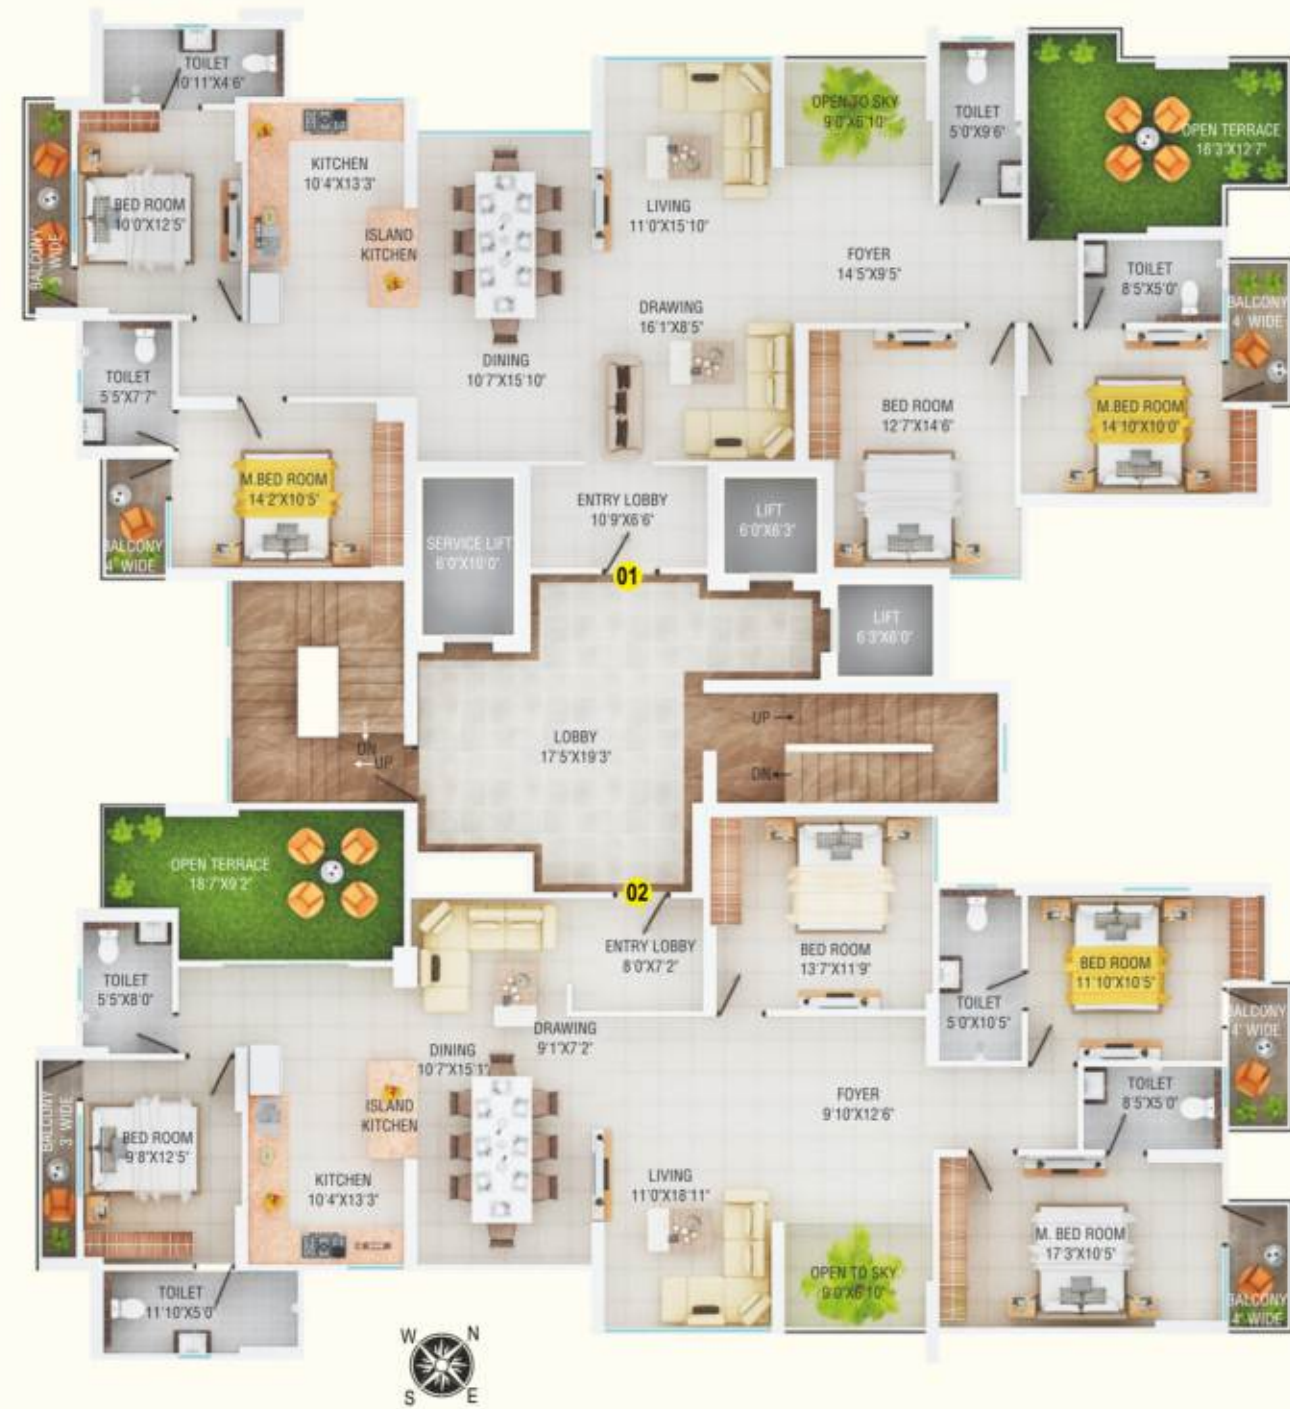 TOILET
10'11"X4'6"
OPEN TO SKY
9'0"X6'10"
TOILET
5'0"X9'6"
OPEN TERRACE
16'3"X12'7"
KITCHEN
10'4"X13'3"
BED ROOM
10'0"X12'5"
LIVING
11'0"X15'10"
ISLAND
KITCHEN
BALCONY
3' WIDE
FOYER
14'5"X9'5"
TOILET
8'5"X5'0"
BALCONY
4' WIDE
DRAWING
16'1"X8'5"
DINING
10'7"X15'10"
TOILET
5'5"X7'7"
BED ROOM
12'7"X14'6"
M.BED ROOM
14'10"X10'0"
M.BED ROOM
14'2"X10'5"
ENTRY LOBBY
10'9"X6'6"
LIFT
6'0"X6'3"
SERVICE LIFT
6'0"X10'0"
BALCONY
4' WIDE
01
LIFT
6'3"X6'0"
UP
LOBBY
17'5"X19'3"
DN
UP
DN
OPEN TERRACE
18'7"X9'2"
02
ENTRY LOBBY
8'0"X7'2"
BED ROOM
13'7"X11'9"
BED ROOM
11'10"X10'5"
TOILET
5'5"X8'0"
TOILET
5'0"X10'5"
BALCONY
4' WIDE
DRAWING
9'1"X7'2"
DINING
10'7"X15'1"
TOILET
8'5"X5'0"
FOYER
9'10"X12'6"
ISLAND
KITCHEN
BALCONY
3' WIDE
BED ROOM
9'8"X12'5"
KITCHEN
10'4"X13'3"
LIVING
11'0"X18'11"
M. BED ROOM
17'3"X10'5"
OPEN TO SKY
9'0"X6'10"
TOILET
11'10"X5'0"
BALCONY
4' WIDE
W
N
S
E